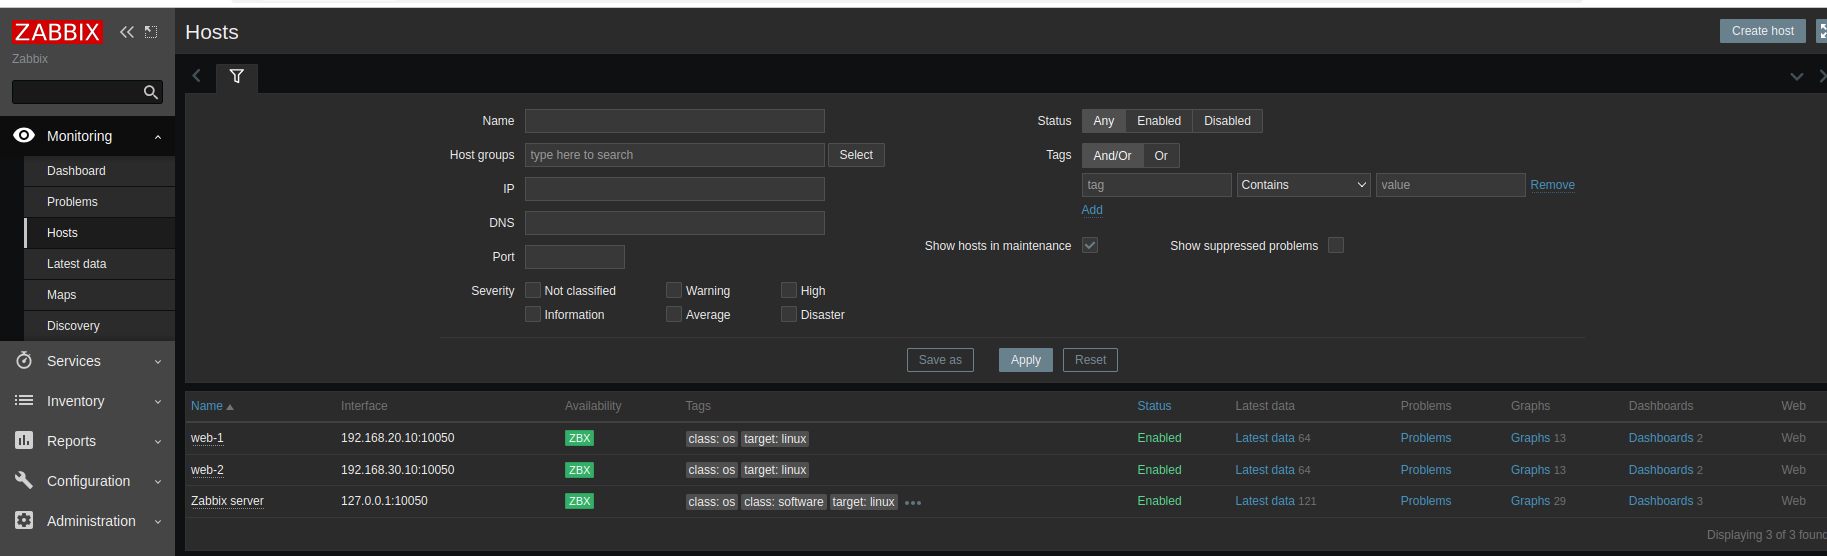 ZABBIX
Zabbix
Monitoring
Dashboard
Problems
Hosts
Latest data
Maps
Discovery
Services
Inventory
Reports
Configuration
Administration
Hosts
Create host
Name
Host groups type here to search Select
IP
DNS
Port
Severity Not classified Warning High
Information Average Disaster
Status Any Enabled Disabled
Tags And/Or Or
tag Contains value Remove
Add
Show hosts in maintenance Show suppressed problems
Save as Apply Reset
Name Interface Availability Tags Status Latest data Problems Graphs Dashboards Web
web-1 192.168.20.10:10050 ZBX class: os target: linux Enabled Latest data 64 Problems Graphs 13 Dashboards 2 Web
web-2 192.168.30.10:10050 ZBX class: os target: linux Enabled Latest data 64 Problems Graphs 13 Dashboards 2 Web
Zabbix server 127.0.0.1:10050 ZBX class: os class: software target: linux ••• Enabled Latest data 121 Problems Graphs 29 Dashboards 3 Web
Displaying 3 of 3 found